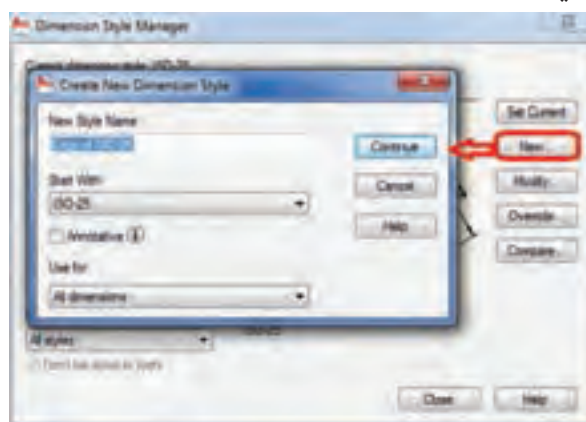 Dimension Style Manager
Create New Dimension Style
New Style Name
Continue
Start With:
ISO-25
Cancel
Annotative
Help
Use for:
All dimensions
Set Current
New...
Modify...
Override...
Compare...
All styles
Close
Help